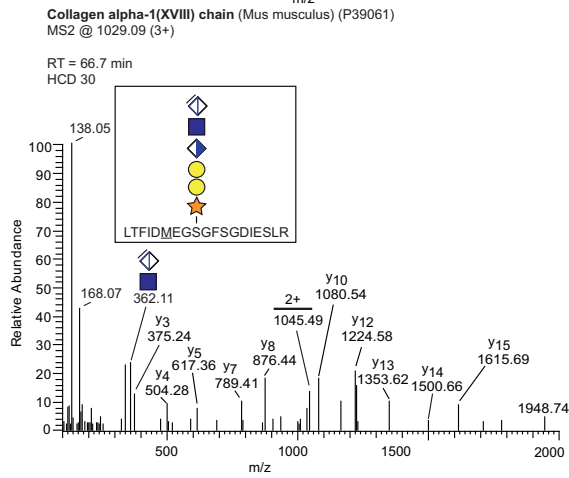 m/z
Collagen alpha-1(XVIII) chain (Mus musculus) (P39061)
MS2 @ 1029.09 (3+)
RT = 66.7 min
HCD 30
LTFIDMEGSGFSGDIESLR
138.05
168.07
362.11
y3
375.24
y4
504.28
y5
617.36
y7
789.41
y8
876.44
2+
1045.49
y10
1080.54
y12
1224.58
y13
1353.62
y14
1500.66
y15
1615.69
1948.74
Relative Abundance
100
90
80
70
60
50
40
30
20
10
0
500
1000
1500
2000
m/z